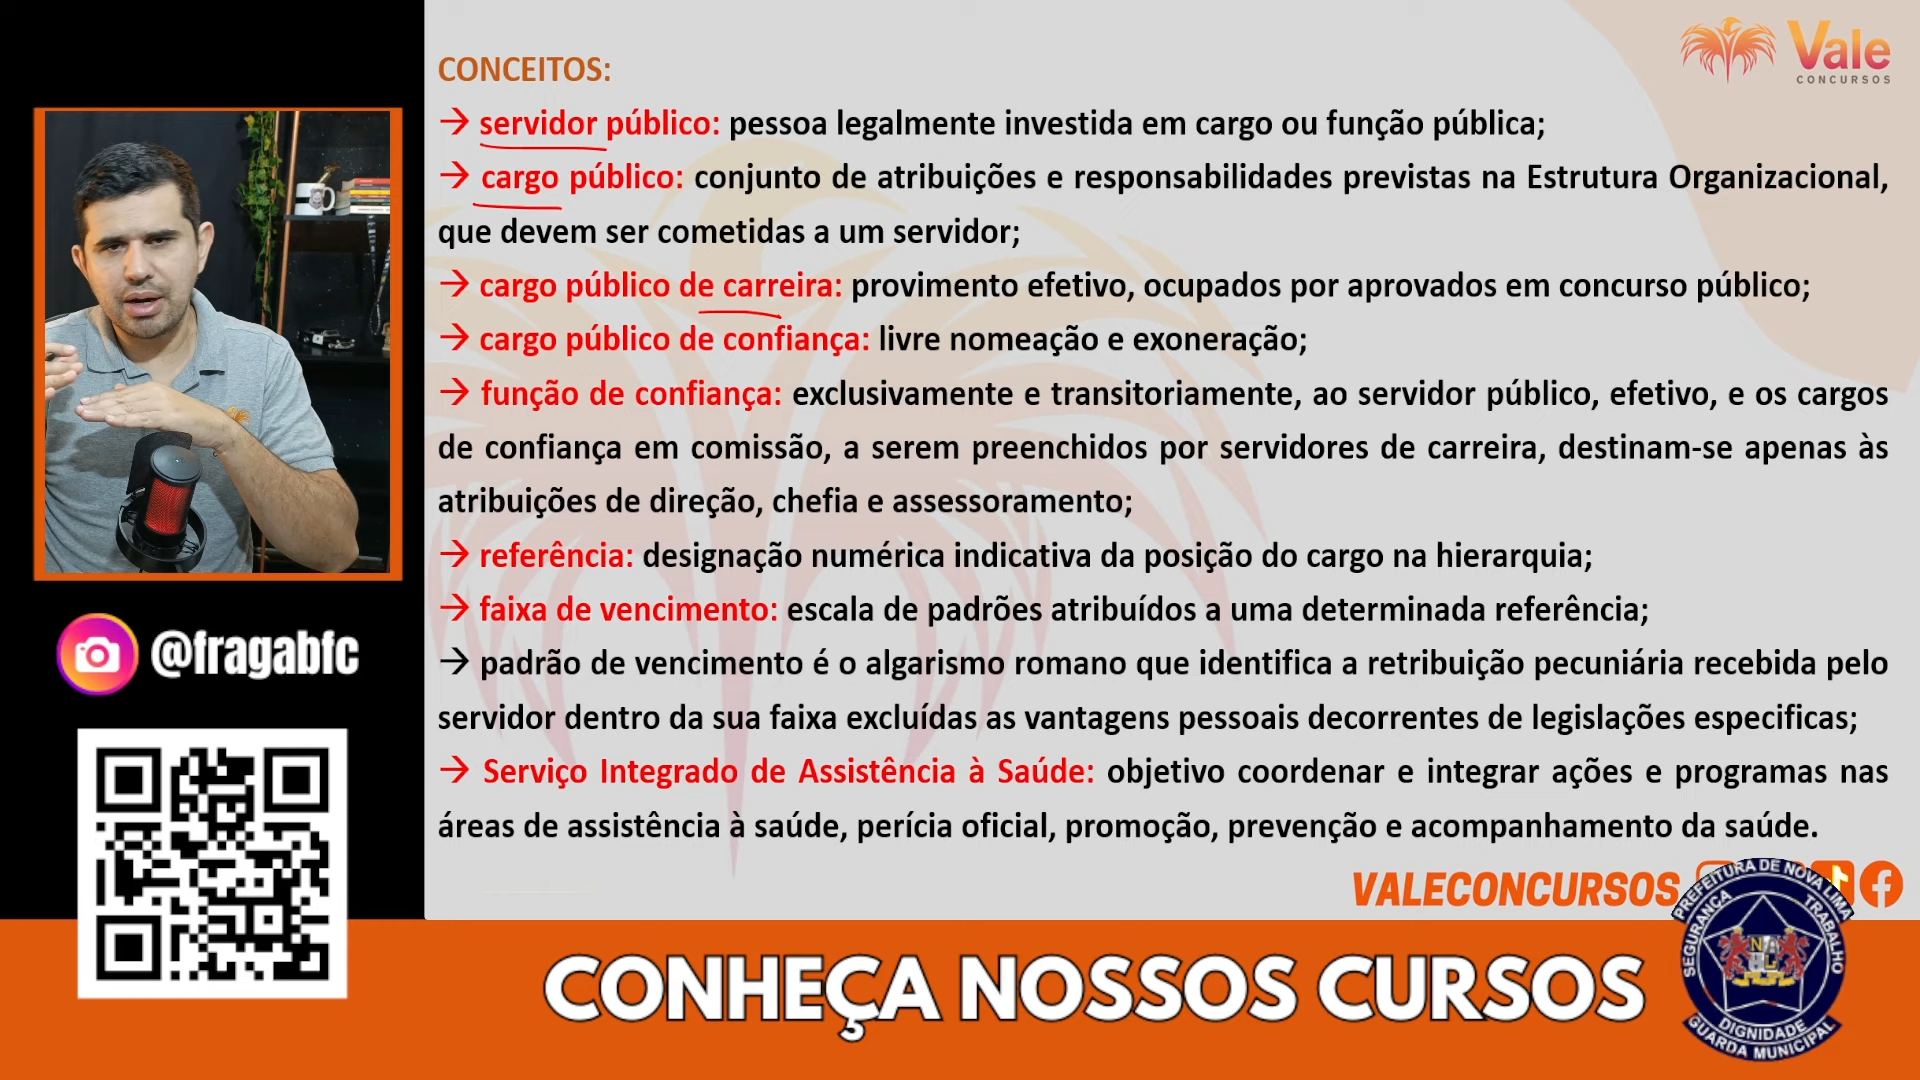 Vale
CONCURSOS
CONCEITOS:
→ servidor público: pessoa legalmente investida em cargo ou função pública;
→ cargo público: conjunto de atribuições e responsabilidades previstas na Estrutura Organizacional,
que devem ser cometidas a um servidor;
→ cargo público de carreira: provimento efetivo, ocupados por aprovados em concurso público;
→ cargo público de confiança: livre nomeação e exoneração;
→ função de confiança: exclusivamente e transitoriamente, ao servidor público, efetivo, e os cargos
de confiança em comissão, a serem preenchidos por servidores de carreira, destinam-se apenas às
atribuições de direção, chefia e assessoramento;
→ referência: designação numérica indicativa da posição do cargo na hierarquia;
→ faixa de vencimento: escala de padrões atribuídos a uma determinada referência;
→ padrão de vencimento é o algarismo romano que identifica a retribuição pecuniária recebida pelo
servidor dentro da sua faixa excluídas as vantagens pessoais decorrentes de legislações especificas;
→ Serviço Integrado de Assistência à Saúde: objetivo coordenar e integrar ações e programas nas
áreas de assistência à saúde, perícia oficial, promoção, prevenção e acompanhamento da saúde.
@fragabfc
VALECONCURSOS
CONHEÇA NOSSOS CURSOS
PREFEITURA DE NOVA LIMA
SEGURANÇA
TRABALHO
DIGNIDADE
GUARDA MUNICIPAL